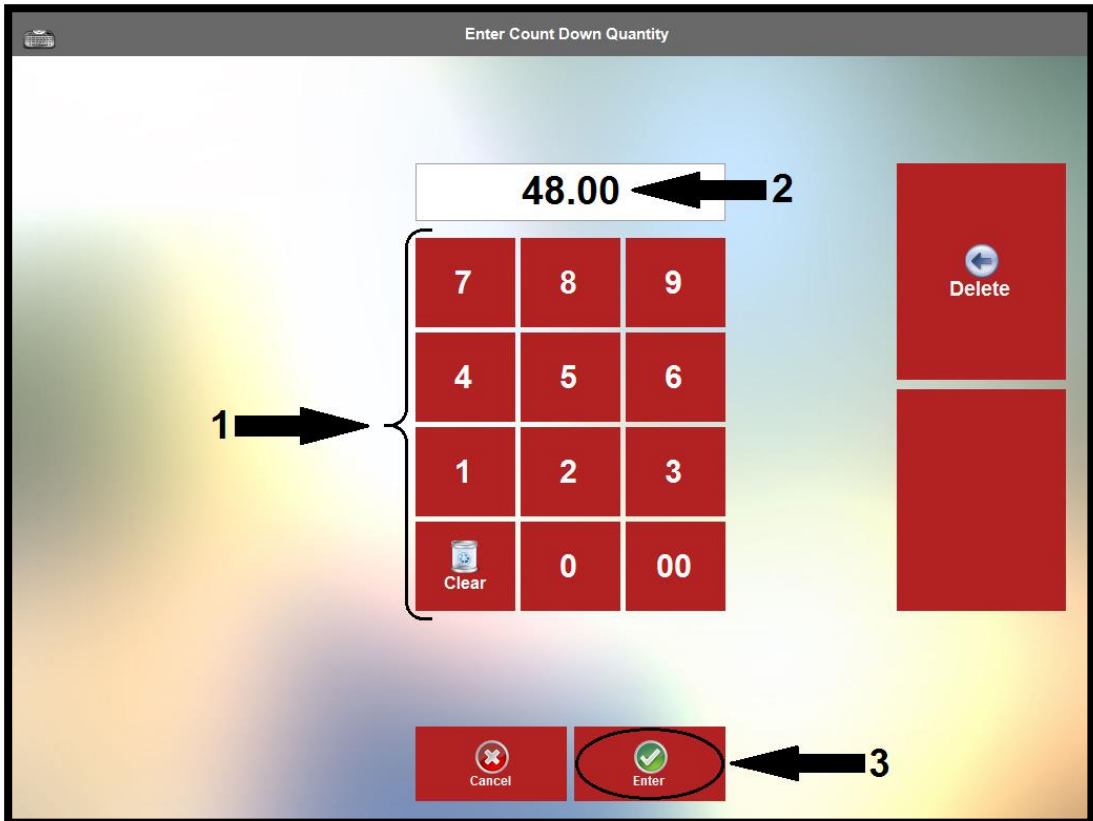 Enter Count Down Quantity
48.00 2
7 8 9
Delete
4 5 6
1
1 2 3
Clear 0 00
Cancel Enter 3